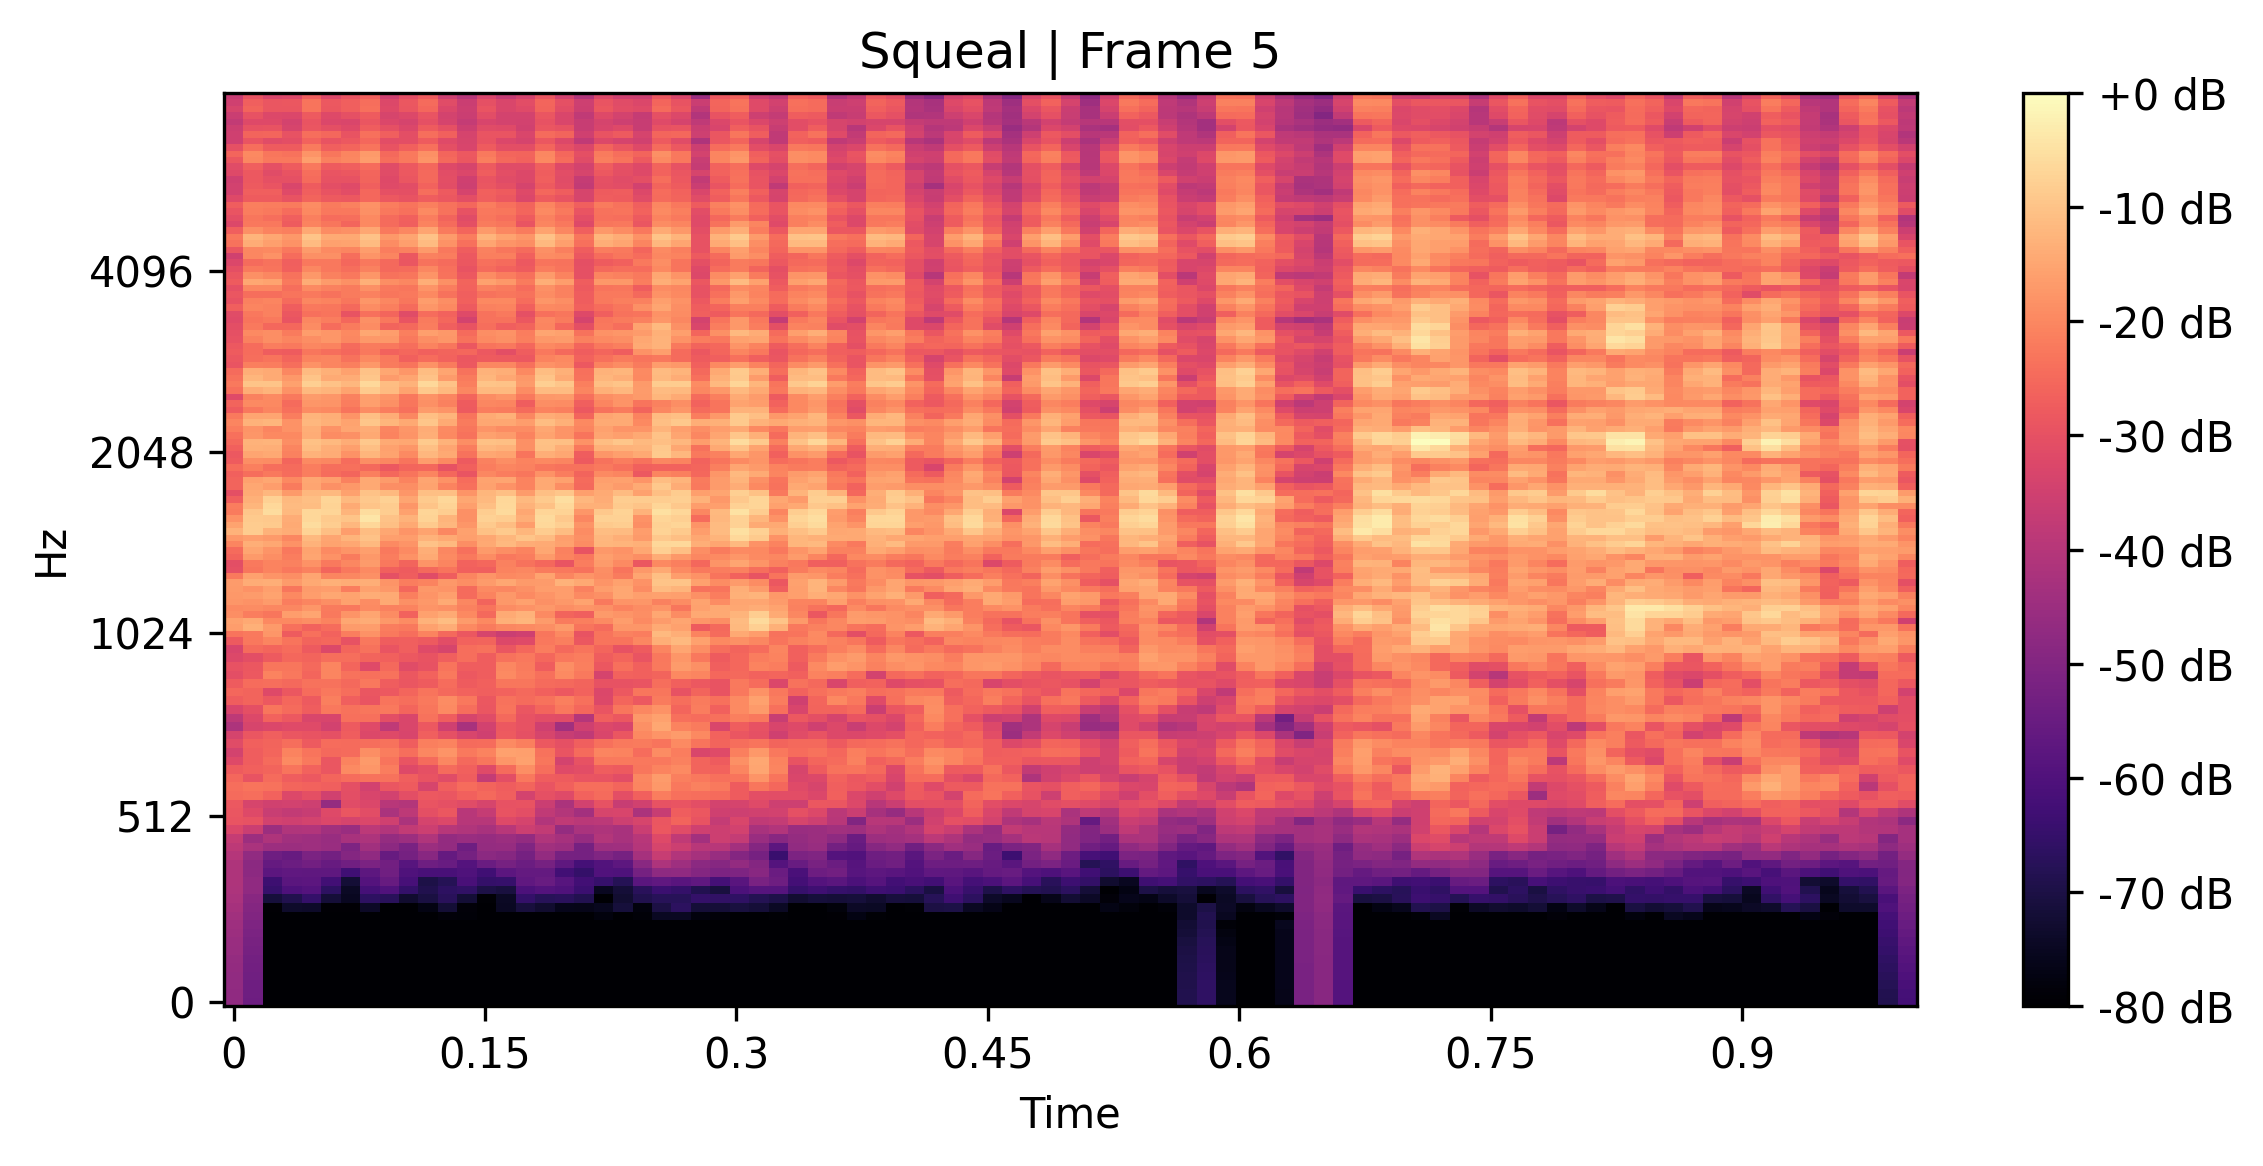 Squeal | Frame 5
+0 dB
-10 dB
-20 dB
-30 dB
-40 dB
-50 dB
-60 dB
-70 dB
-80 dB
Hz
4096
2048
1024
512
0
0 0.15 0.3 0.45 0.6 0.75 0.9
Time